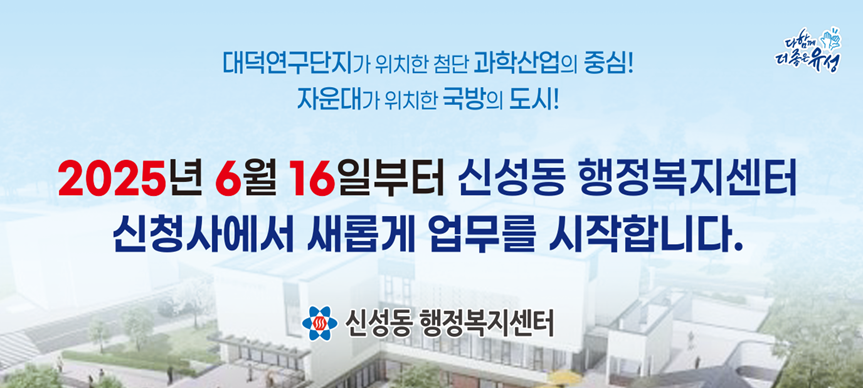 다함께
더 좋은 유성
대덕연구단지가 위치한 첨단 과학산업의 중심!
자운대가 위치한 국방의 도시!
2025년 6월 16일부터 신성동 행정복지센터
신청사에서 새롭게 업무를 시작합니다.
신성동 행정복지센터